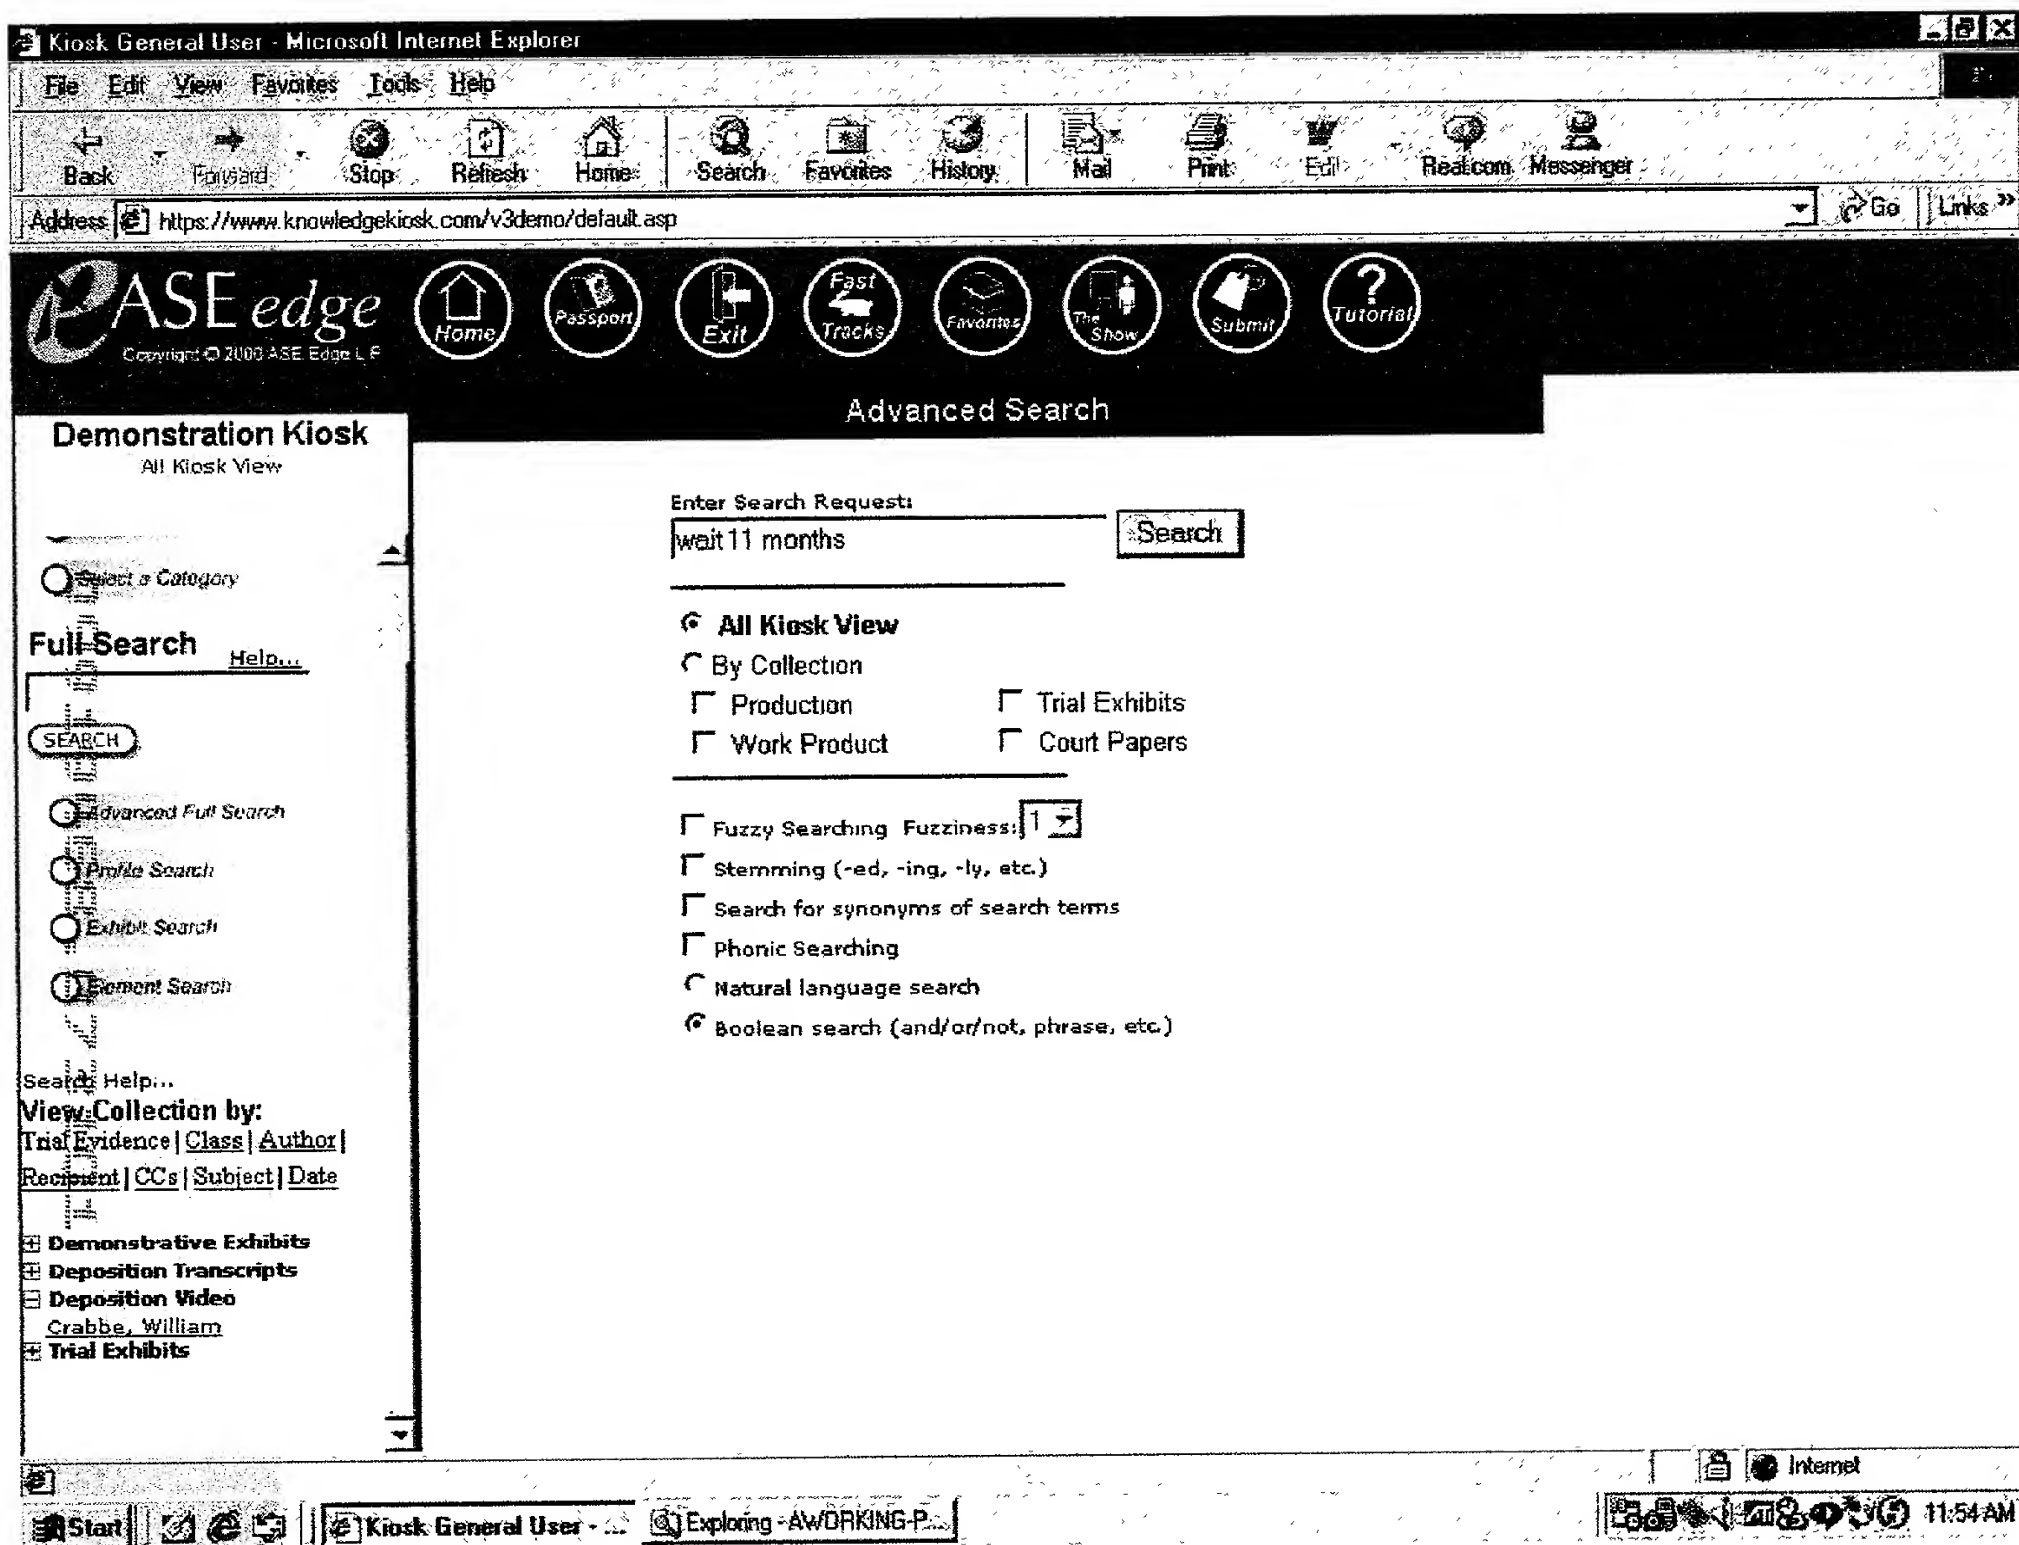 Kiosk General User - Microsoft Internet Explorer
File Edit View Favorites Tools Help
Back Forward Stop Refresh Home Search Favorites History Mail Print Edit Real.com Messenger
Address https://www.knowledgekiosk.com/v3demo/default.asp Go Links »
ASE edge
Copyright © 2000 ASE Edge L.P.
Home Passport Exit Fast Tracks Favorites The Show Submit ? Tutorial
Advanced Search
Demonstration Kiosk
All Kiosk View
Select a Category
Full Search Help...
SEARCH
Advanced Full Search
Profile Search
Exhibit Search
Element Search
Search Help...
View Collection by:
Trial Evidence | Class | Author |
Recipient | CCs | Subject | Date
Demonstrative Exhibits
Deposition Transcripts
Deposition Video
Crabbe, William
Trial Exhibits
Enter Search Request:
wait 11 months Search
All Kiosk View
By Collection
Production Trial Exhibits
Work Product Court Papers
Fuzzy Searching Fuzziness: 1
Stemming (-ed, -ing, -ly, etc.)
Search for synonyms of search terms
Phonic Searching
Natural language search
Boolean search (and/or/not, phrase, etc.)
Internet
Start Kiosk General User - ... Exploring - AWORKING-P... 11:54 AM